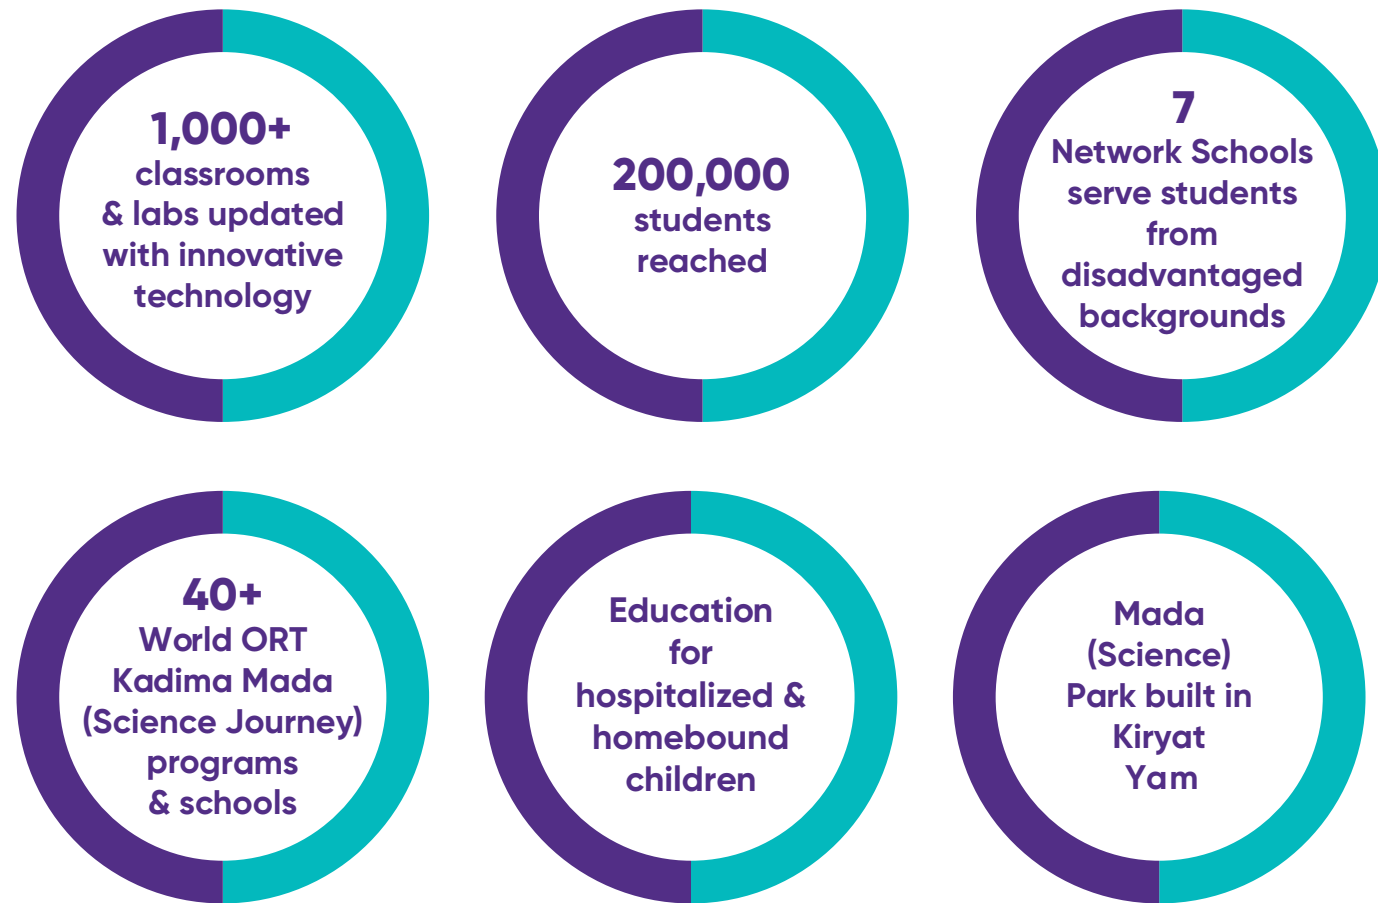 1,000+
classrooms
& labs updated
with innovative
technology
200,000
students
reached
7
Network Schools
serve students
from
disadvantaged
backgrounds
40+
World ORT
Kadima Mada
(Science Journey)
programs
& schools
Education
for
hospitalized &
homebound
children
Mada
(Science)
Park built in
Kiryat
Yam